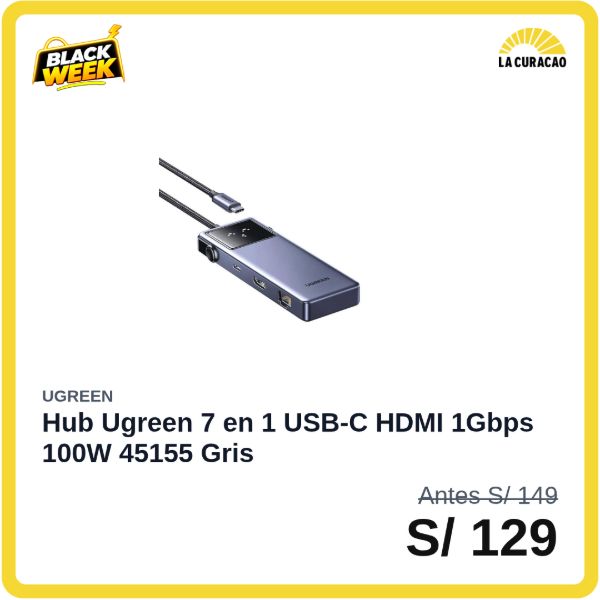 BLACK
WEEK
LA CURACAO
UGREEN
UGREEN
Hub Ugreen 7 en 1 USB-C HDMI 1Gbps
100W 45155 Gris
Antes S/ 149
S/ 129